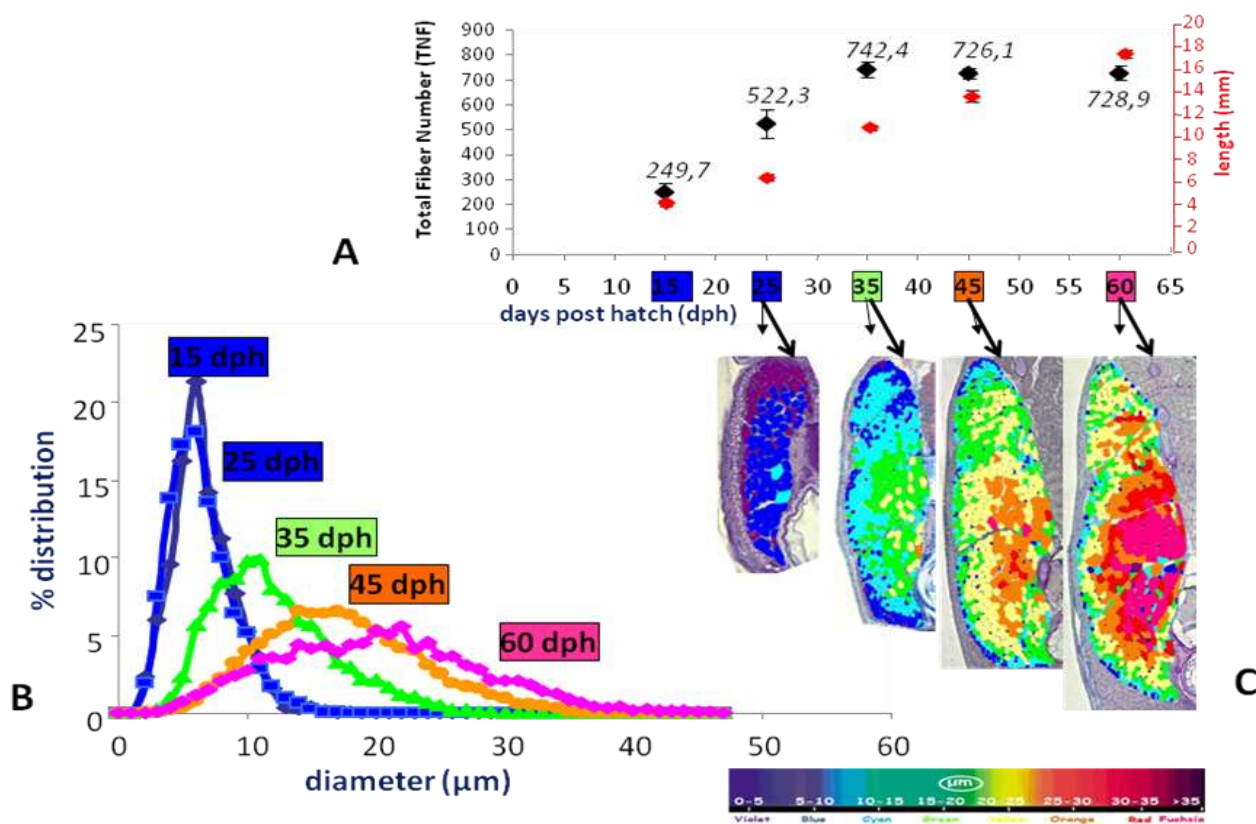 Total Fiber Number (TNF)
900
800
700
600
500
400
300
200
100
0
249,7
522,3
742,4
726,1
728,9
20
18
16
14
12
10
8
6
4
2
0
length (mm)
A
0 5 10 15 20 25 30 35 40 45 50 55 60 65
days post hatch (dph)
% distribution
25
20
15
10
5
0
15 dph
25 dph
35 dph
45 dph
60 dph
B
C
0 10 20 30 40 50 60
diameter (µm)
µm
0-5 5-10 10-15 15-20 20-25 25-30 30-35 >35
Violet Blue Cyan Green Yellow Orange Red Fuchsia